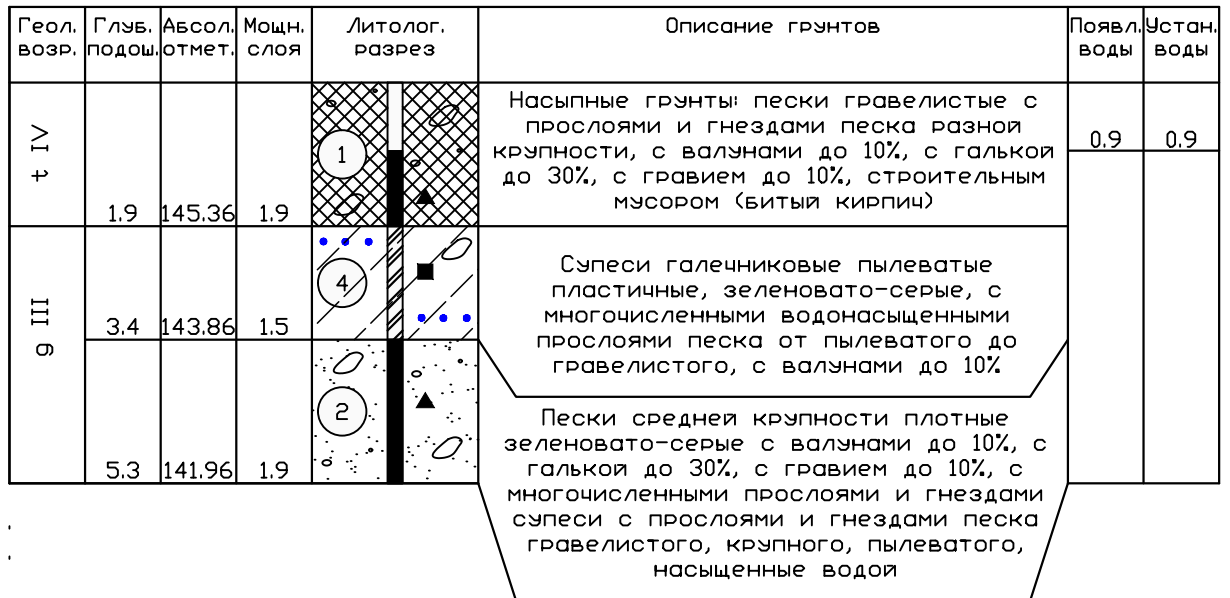 Геол. возр.
Глуб. подош.
Абсол. отмет.
Мощн. слоя
Литолог. разрез
Описание грунтов
Появл. воды
Устан. воды
t IV
1.9
145.36
1.9
1
Насыпные грунты: пески гравелистые с
прослоями и гнездами песка разной
крупности, с валунами до 10%, с галькой
до 30%, с гравием до 10%, строительным
мусором (битый кирпич)
0.9
0.9
g III
3.4
143.86
1.5
4
Супеси галечниковые пылеватые
пластичные, зеленовато-серые, с
многочисленными водонасыщенными
прослоями песка от пылеватого до
гравелистого, с валунами до 10%
5.3
141.96
1.9
2
Пески средней крупности плотные
зеленовато-серые с валунами до 10%, с
галькой до 30%, с гравием до 10%, с
многочисленными прослоями и гнездами
супеси с прослоями и гнездами песка
гравелистого, крупного, пылеватого,
насыщенные водой